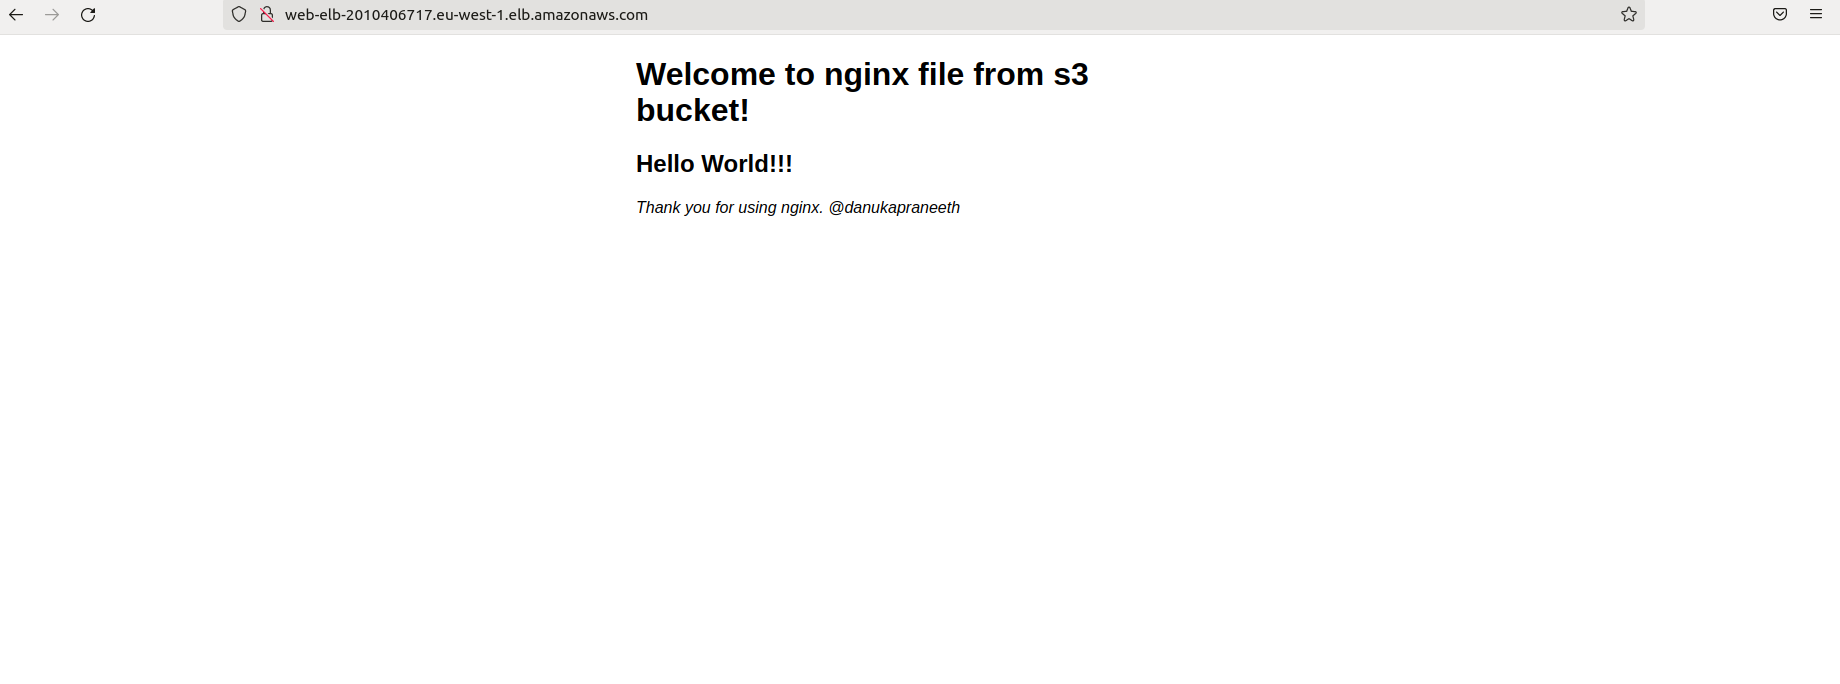 web-elb-2010406717.eu-west-1.elb.amazonaws.com
Welcome to nginx file from s3
bucket!
Hello World!!!
Thank you for using nginx. @danukapraneeth